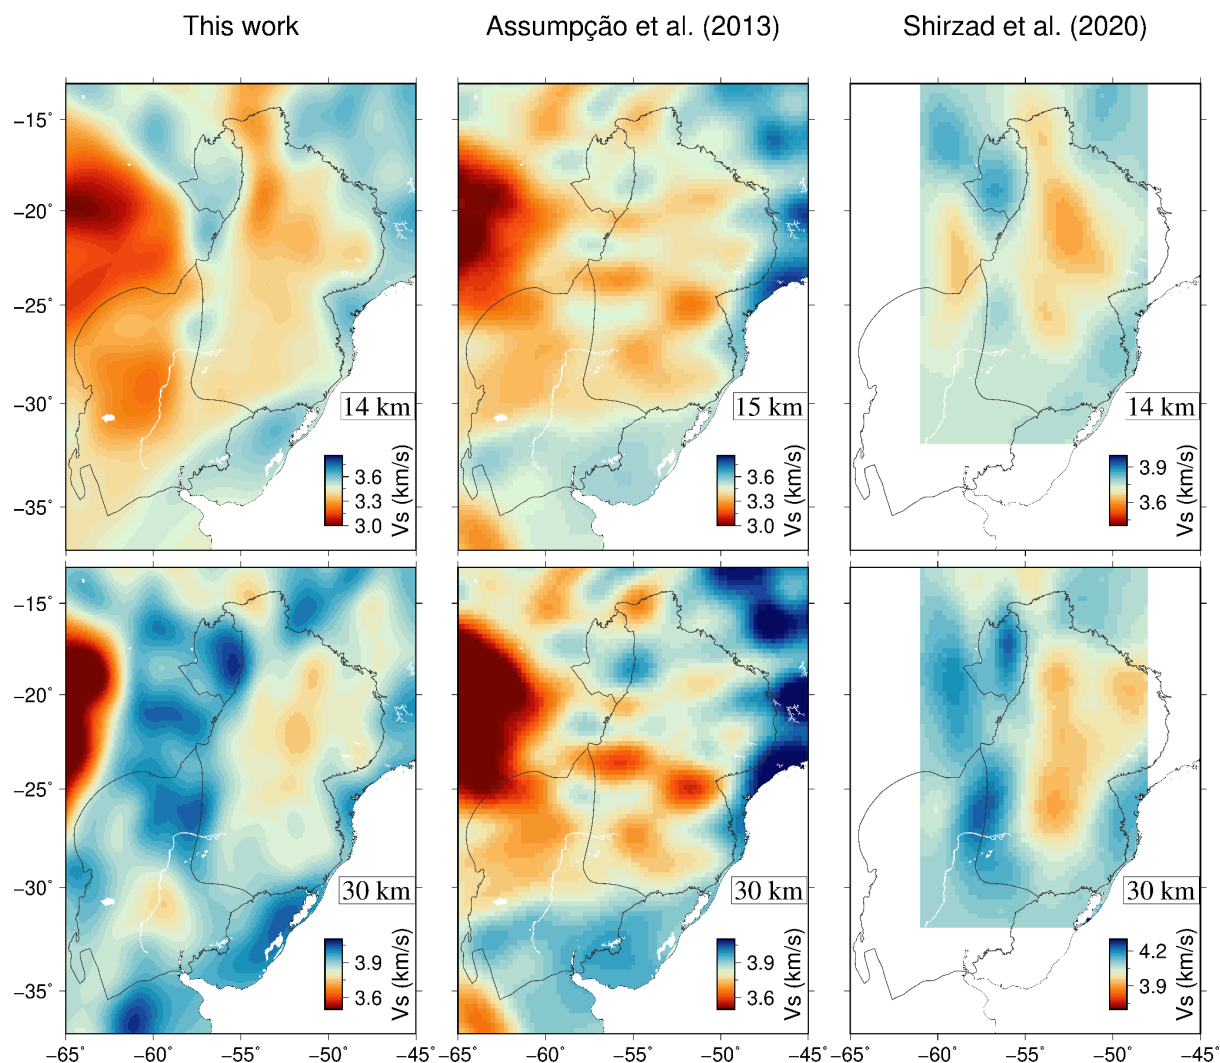 This work Assumpção et al. (2013) Shirzad et al. (2020)
−15˚
−20˚
−25˚
−30˚
−35˚
14 km 15 km 14 km
3.6
3.3
3.0
Vs (km/s)
3.6
3.3
3.0
Vs (km/s)
3.9
3.6
Vs (km/s)
−15˚
−20˚
−25˚
−30˚
−35˚
30 km 30 km 30 km
3.9
3.6
Vs (km/s)
3.9
3.6
Vs (km/s)
4.2
3.9
Vs (km/s)
−65˚ −60˚ −55˚ −50˚ −45˚ −60˚ −55˚ −50˚ −65˚ −60˚ −55˚ −50˚ −45˚